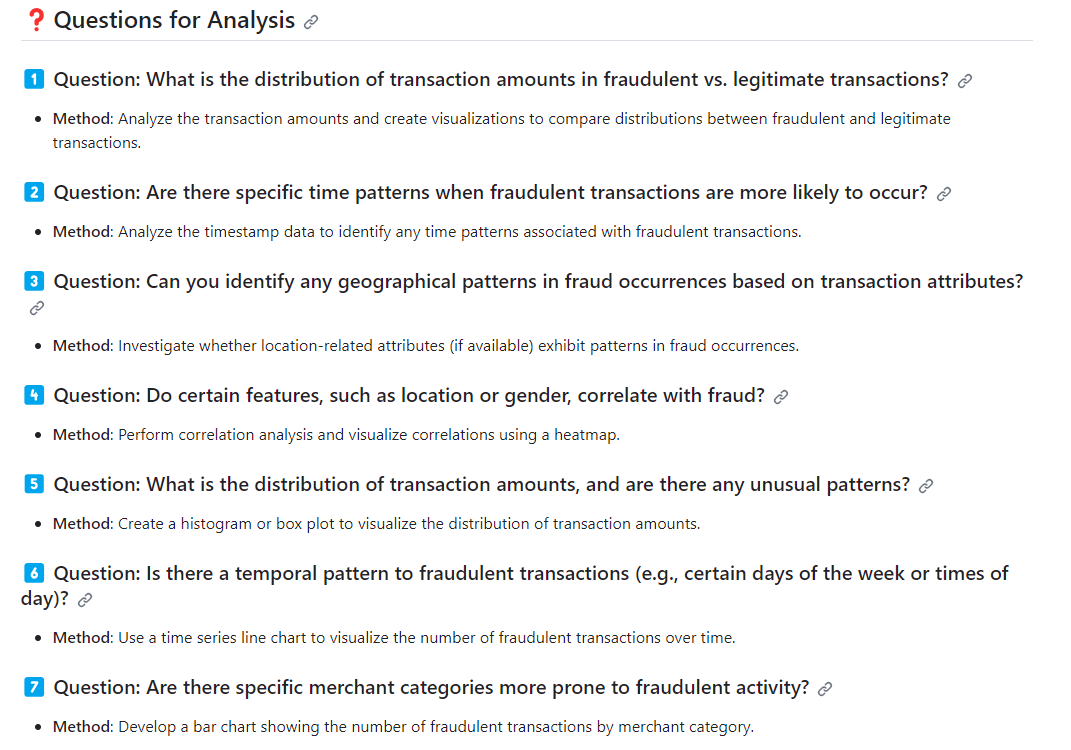 ❓ Questions for Analysis
1 Question: What is the distribution of transaction amounts in fraudulent vs. legitimate transactions?
• Method: Analyze the transaction amounts and create visualizations to compare distributions between fraudulent and legitimate
transactions.
2 Question: Are there specific time patterns when fraudulent transactions are more likely to occur?
• Method: Analyze the timestamp data to identify any time patterns associated with fraudulent transactions.
3 Question: Can you identify any geographical patterns in fraud occurrences based on transaction attributes?
• Method: Investigate whether location-related attributes (if available) exhibit patterns in fraud occurrences.
4 Question: Do certain features, such as location or gender, correlate with fraud?
• Method: Perform correlation analysis and visualize correlations using a heatmap.
5 Question: What is the distribution of transaction amounts, and are there any unusual patterns?
• Method: Create a histogram or box plot to visualize the distribution of transaction amounts.
6 Question: Is there a temporal pattern to fraudulent transactions (e.g., certain days of the week or times of
day)?
• Method: Use a time series line chart to visualize the number of fraudulent transactions over time.
7 Question: Are there specific merchant categories more prone to fraudulent activity?
• Method: Develop a bar chart showing the number of fraudulent transactions by merchant category.